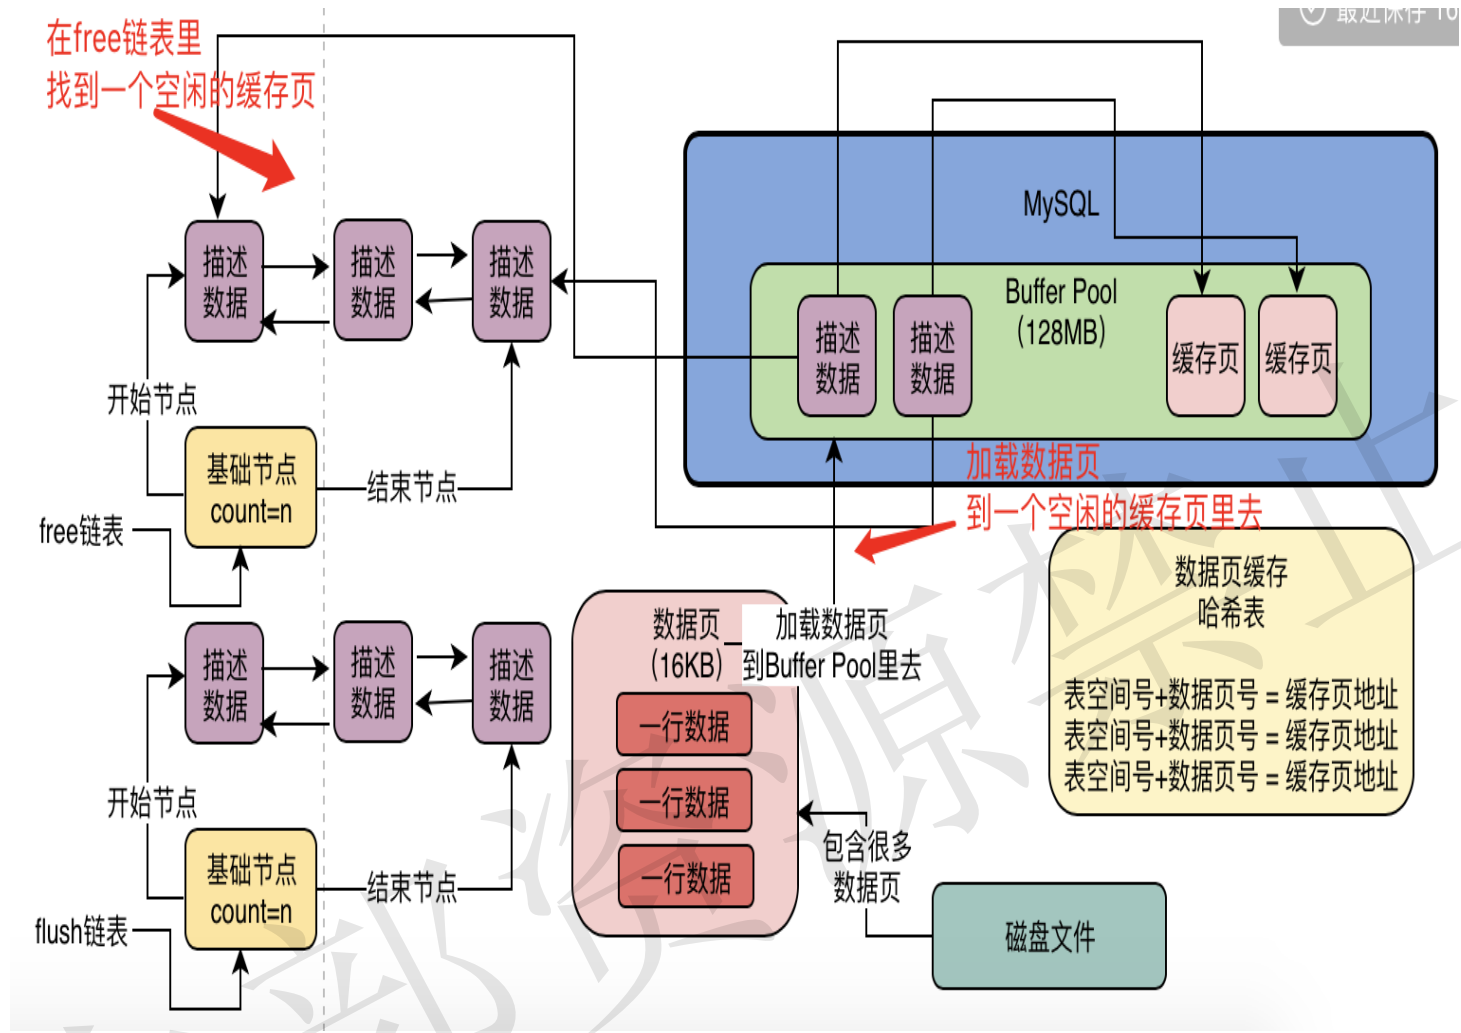 在free链表里
找到一个空闲的缓存页
最近保存
MySQL
Buffer Pool
(128MB)
描述
数据
描述
数据
描述
数据
描述
数据
描述
数据
缓存页
缓存页
开始节点
基础节点
count=n
结束节点
free链表
加载数据页
到一个空闲的缓存页里去
数据页缓存
哈希表
表空间号+数据页号 = 缓存页地址
表空间号+数据页号 = 缓存页地址
表空间号+数据页号 = 缓存页地址
描述
数据
描述
数据
描述
数据
数据页
(16KB)
加载数据页
到Buffer Pool里去
一行数据
一行数据
一行数据
开始节点
基础节点
count=n
结束节点
flush链表
包含很多
数据页
磁盘文件
部资源禁止